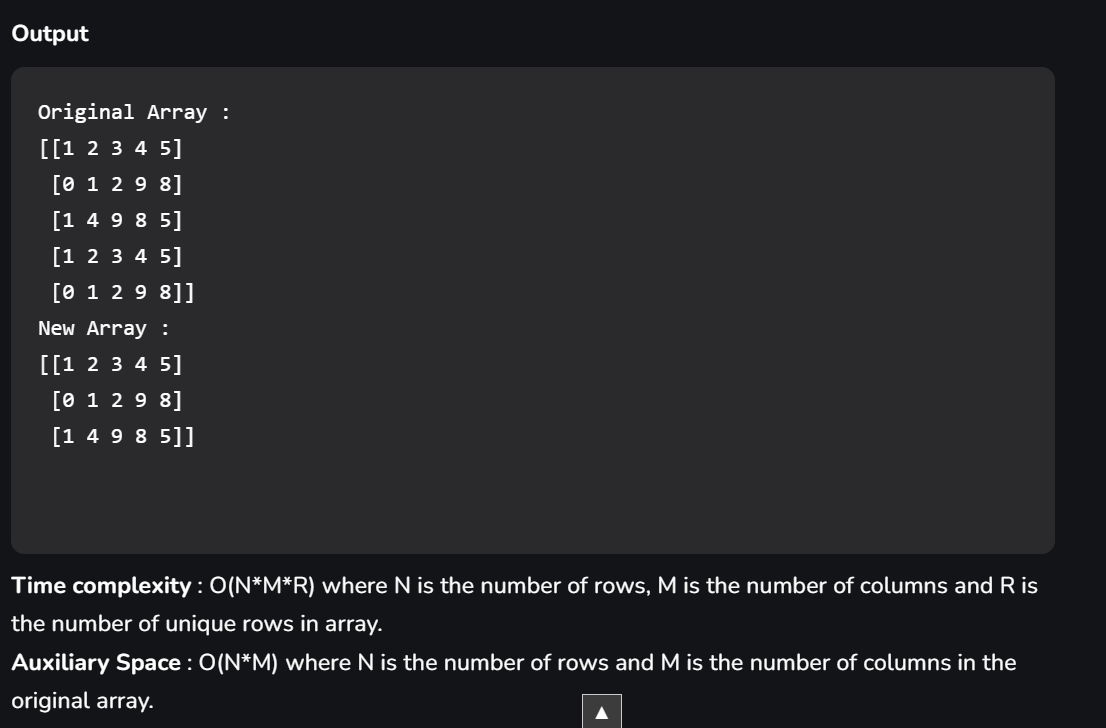 Output
Original Array :
[[1 2 3 4 5]
 [0 1 2 9 8]
 [1 4 9 8 5]
 [1 2 3 4 5]
 [0 1 2 9 8]]
New Array :
[[1 2 3 4 5]
 [0 1 2 9 8]
 [1 4 9 8 5]]
Time complexity : O(N*M*R) where N is the number of rows, M is the number of columns and R is
the number of unique rows in array.
Auxiliary Space : O(N*M) where N is the number of rows and M is the number of columns in the
original array.